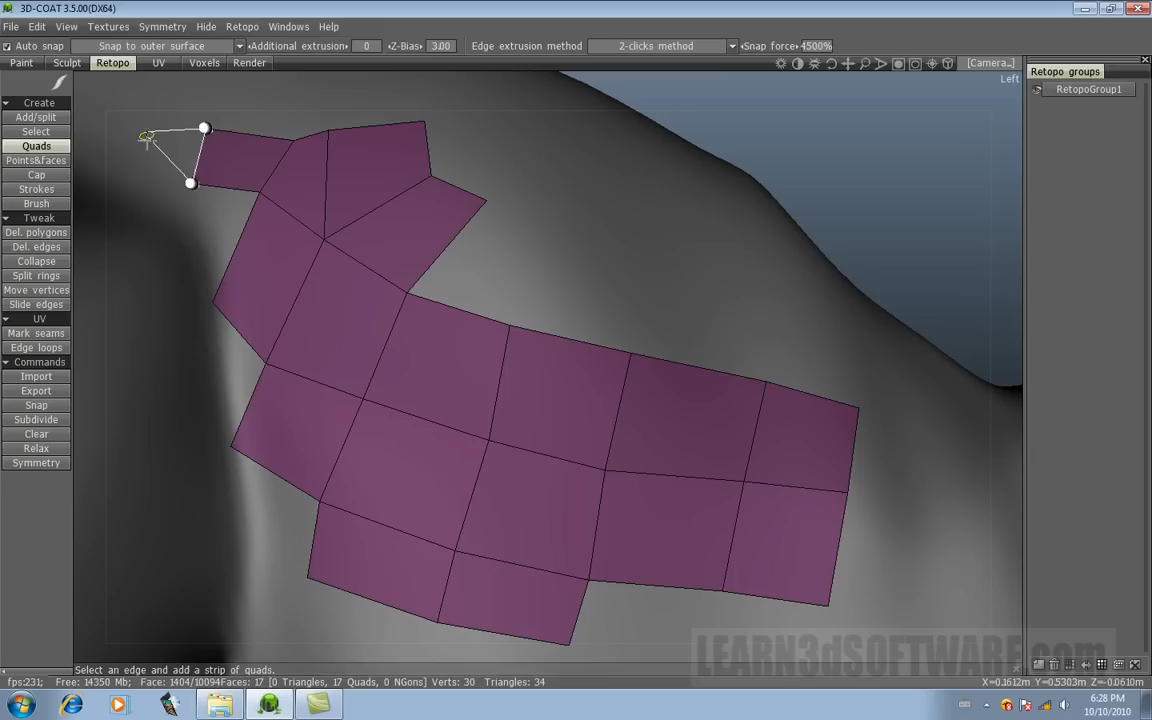 3D-COAT 3.5.00(DX64)
File Edit View Textures Symmetry Hide Retopo Windows Help
Auto snap Snap to outer surface Additional extrusion 0 Z-Bias 3.00 Edge extrusion method 2-clicks method Snap force 4500%
Paint Sculpt Retopo UV Voxels Render [Camera...]
Left
Retopo groups
RetopoGroup1
Create
Add/split
Select
Quads
Points&faces
Cap
Strokes
Brush
Tweak
Del. polygons
Del. edges
Collapse
Split rings
Move vertices
Slide edges
UV
Mark seams
Edge loops
Commands
Import
Export
Snap
Subdivide
Clear
Relax
Symmetry
LEARN3dSOFTWARE.com
Select an edge and add a strip of quads.
fps:231; Free: 14350 Mb; Face: 1404/10094Faces: 17 [0 Triangles, 17 Quads, 0 NGons) Verts: 30 Triangles: 34 X=0.1612m Y=0.5303m Z=-0.0610m
6:28 PM
10/10/2010